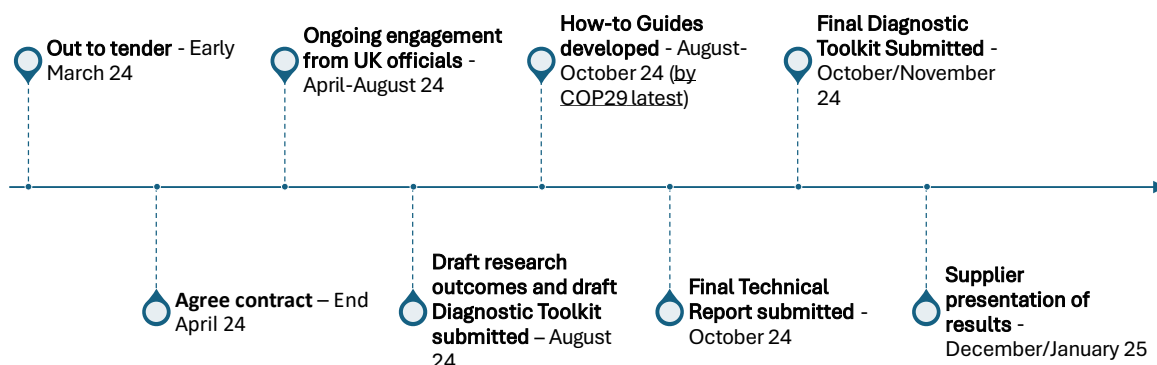 Out to tender - Early
March 24
Agree contract – End
April 24
Ongoing engagement
from UK officials -
April-August 24
Draft research
outcomes and draft
Diagnostic Toolkit
submitted – August
24
How-to Guides
developed - August-
October 24 (by
COP29 latest)
Final Technical
Report submitted -
October 24
Final Diagnostic
Toolkit Submitted -
October/November
24
Supplier
presentation of
results -
December/January 25